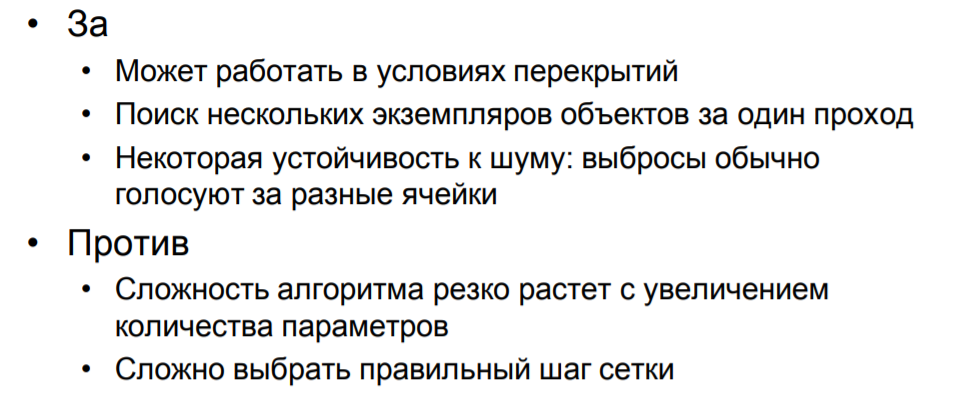 • За
• Может работать в условиях перекрытий
• Поиск нескольких экземпляров объектов за один проход
• Некоторая устойчивость к шуму: выбросы обычно
голосуют за разные ячейки
• Против
• Сложность алгоритма резко растет с увеличением
количества параметров
• Сложно выбрать правильный шаг сетки